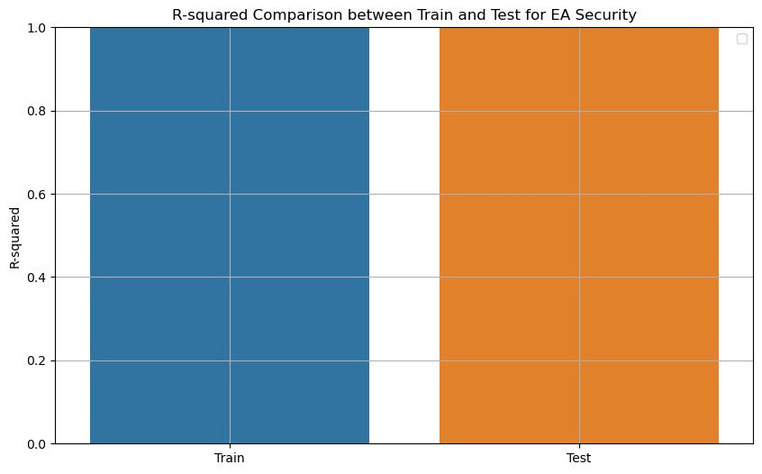 R-squared Comparison between Train and Test for EA Security
1.0
0.8
0.6
0.4
0.2
0.0
R-squared
Train
Test